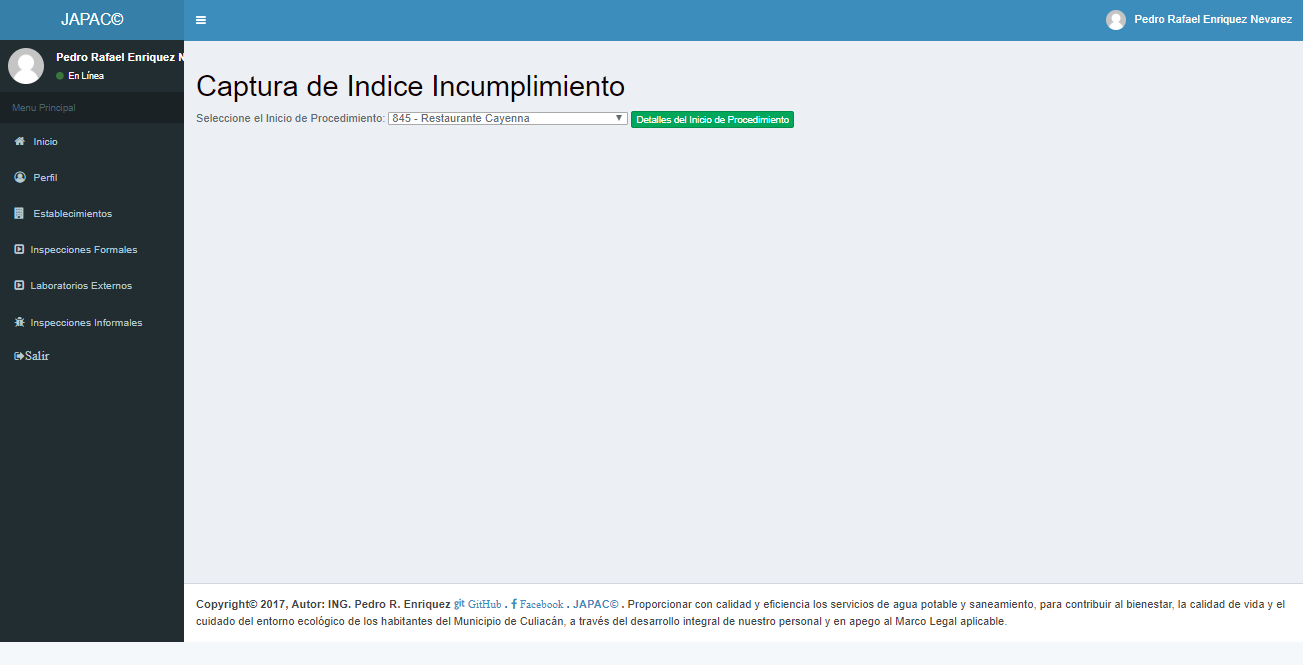 JAPAC©
Pedro Rafael Enriquez Nevarez
Pedro Rafael Enriquez N
En Línea
Menu Principal
Inicio
Perfil
Establecimientos
Inspecciones Formales
Laboratorios Externos
Inspecciones Informales
Salir
Captura de Indice Incumplimiento
Seleccione el Inicio de Procedimiento: 845 - Restaurante Cayenna Detalles del Inicio de Procedimiento
Copyright© 2017, Autor: ING. Pedro R. Enriquez git GitHub . f Facebook . JAPAC© . Proporcionar con calidad y eficiencia los servicios de agua potable y saneamiento, para contribuir al bienestar, la calidad de vida y el
cuidado del entorno ecológico de los habitantes del Municipio de Culiacán, a través del desarrollo integral de nuestro personal y en apego al Marco Legal aplicable.